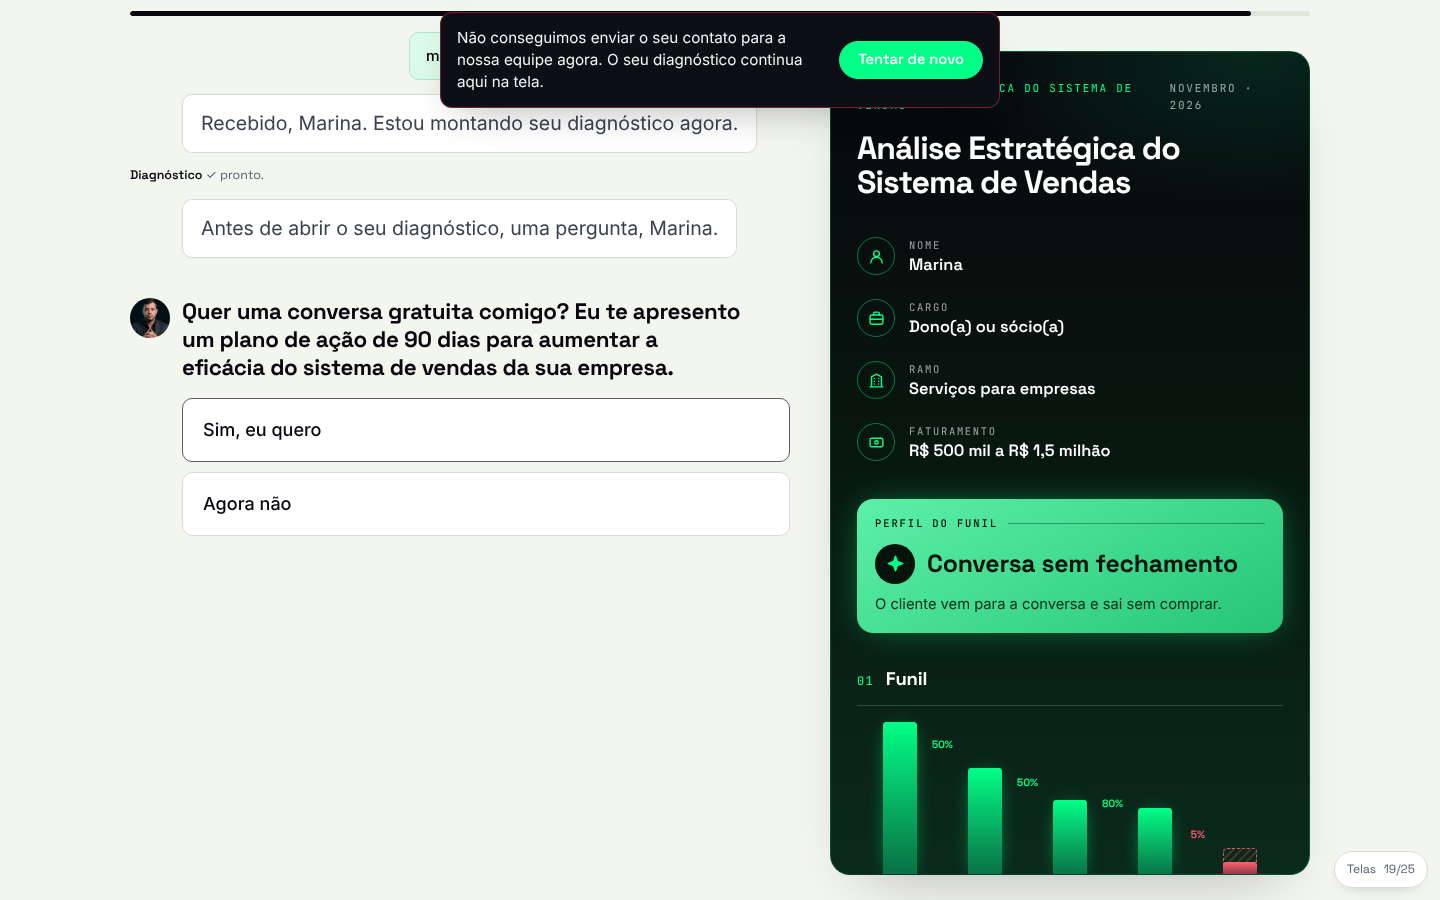 Não conseguimos enviar o seu contato para a
nossa equipe agora. O seu diagnóstico continua
aqui na tela.
Tentar de novo
Recebido, Marina. Estou montando seu diagnóstico agora.
Diagnóstico ✓ pronto.
Antes de abrir o seu diagnóstico, uma pergunta, Marina.
Quer uma conversa gratuita comigo? Eu te apresento
um plano de ação de 90 dias para aumentar a
eficácia do sistema de vendas da sua empresa.
Sim, eu quero
Agora não
DO SISTEMA DE
NOVEMBRO ·
2026
Análise Estratégica do
Sistema de Vendas
NOME
Marina
CARGO
Dono(a) ou sócio(a)
RAMO
Serviços para empresas
FATURAMENTO
R$ 500 mil a R$ 1,5 milhão
PERFIL DO FUNIL
Conversa sem fechamento
O cliente vem para a conversa e sai sem comprar.
01 Funil
50%
50%
80%
5%
Telas 19/25